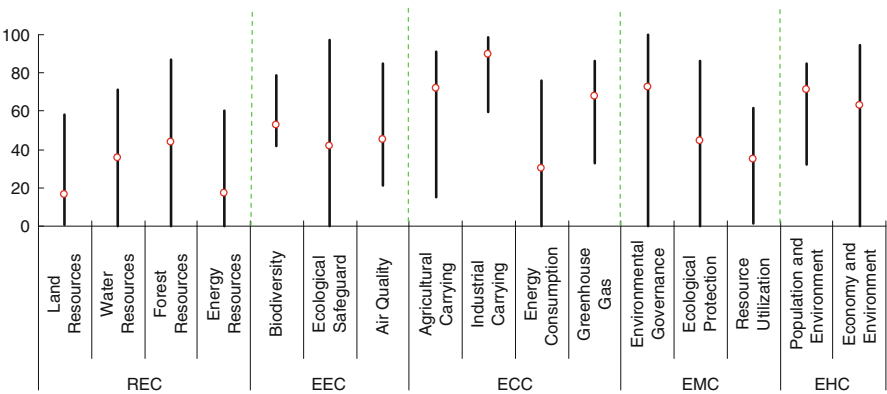 100
80
60
40
20
0
Land
Resources
Water
Resources
Forest
Resources
Energy
Resources
Biodiversity
Ecological
Safeguard
Air Quality
Agricultural
Carrying
Industrial
Carrying
Energy
Consumption
Greenhouse
Gas
Environmental
Governance
Ecological
Protection
Resource
Utilization
Population and
Environment
Economy and
Environment
REC
EEC
ECC
EMC
EHC